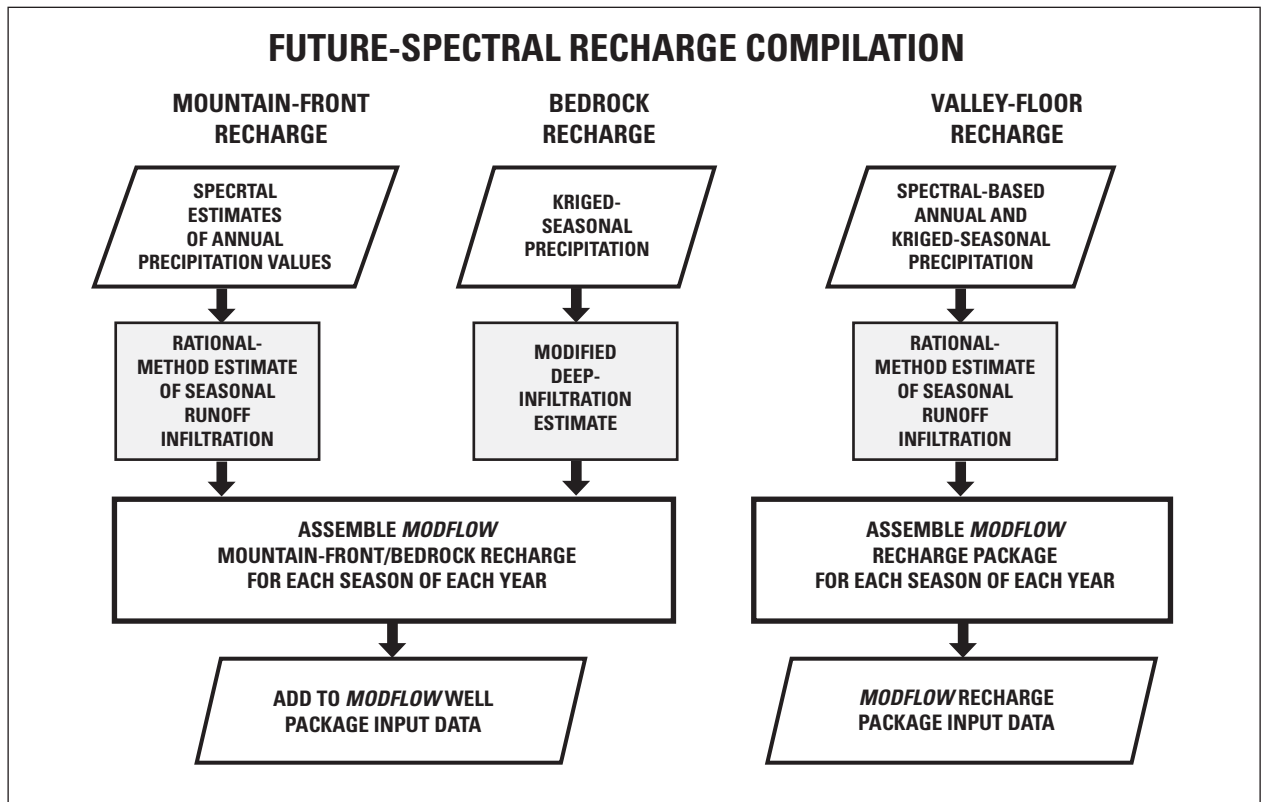 FUTURE-SPECTRAL RECHARGE COMPILATION
MOUNTAIN-FRONT
RECHARGE
SPECRTAL
ESTIMATES
OF ANNUAL
PRECIPITATION VALUES
RATIONAL-
METHOD ESTIMATE
OF SEASONAL
RUNOFF
INFILTRATION
BEDROCK
RECHARGE
KRIGED-
SEASONAL
PRECIPITATION
MODIFIED
DEEP-
INFILTRATION
ESTIMATE
ASSEMBLE MODFLOW
MOUNTAIN-FRONT/BEDROCK RECHARGE
FOR EACH SEASON OF EACH YEAR
ADD TO MODFLOW WELL
PACKAGE INPUT DATA
VALLEY-FLOOR
RECHARGE
SPECTRAL-BASED
ANNUAL AND
KRIGED-SEASONAL
PRECIPITATION
RATIONAL-
METHOD ESTIMATE
OF SEASONAL
RUNOFF
INFILTRATION
ASSEMBLE MODFLOW
RECHARGE PACKAGE
FOR EACH SEASON OF EACH YEAR
MODFLOW RECHARGE
PACKAGE INPUT DATA